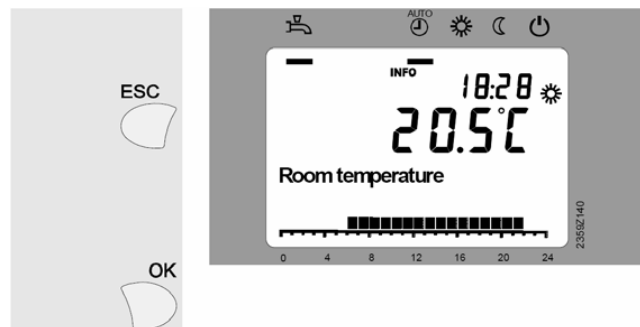 AUTO
ESC
INFO
18:28
20.5°C
Room temperature
0 4 8 12 16 20 24
OK
2359Z140